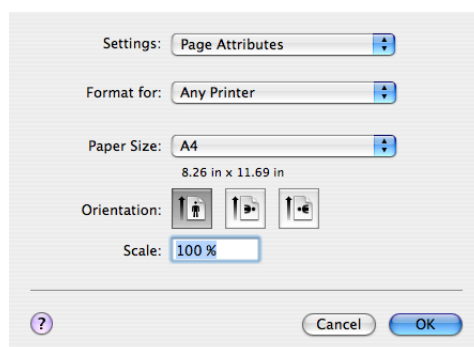 Settings: Page Attributes
Format for: Any Printer
Paper Size: A4
8.26 in x 11.69 in
Orientation:
Scale: 100 %
? Cancel OK